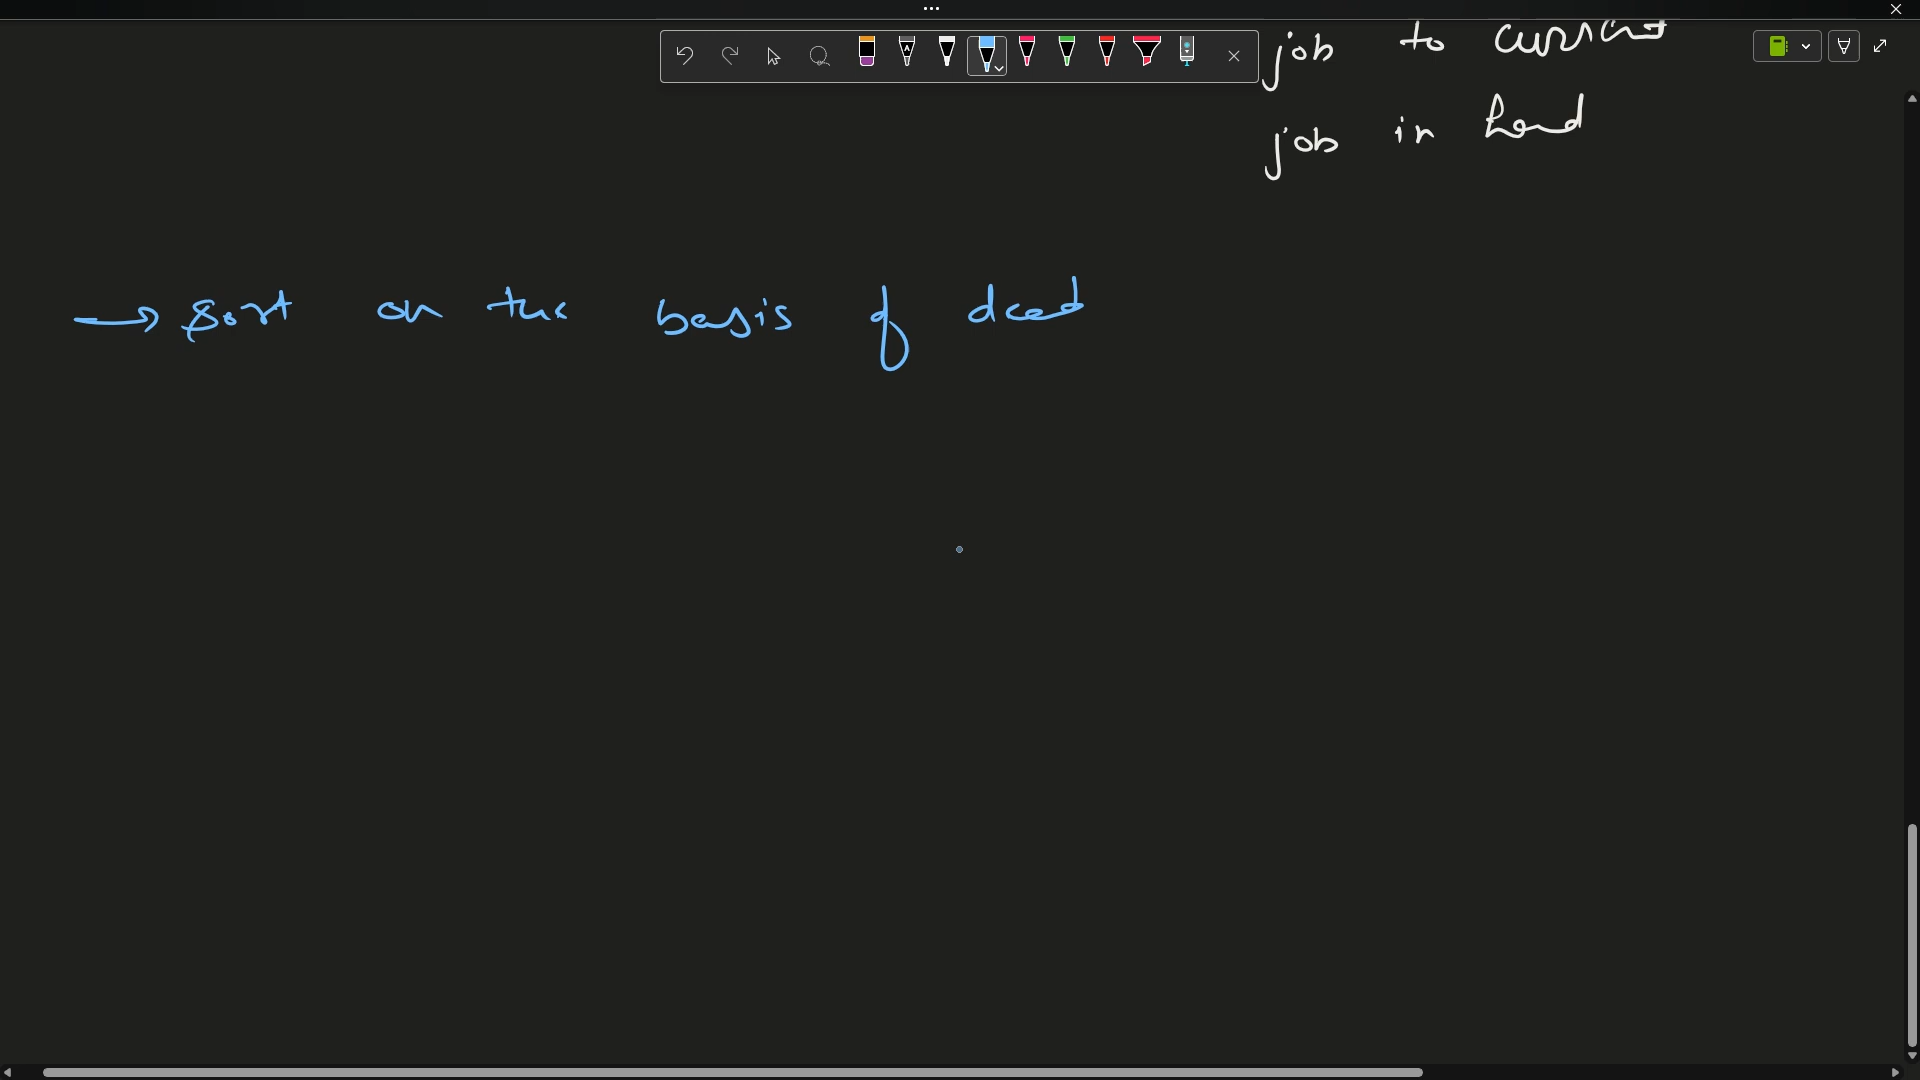 job to current
job in hand
→ sort on the basis of dead